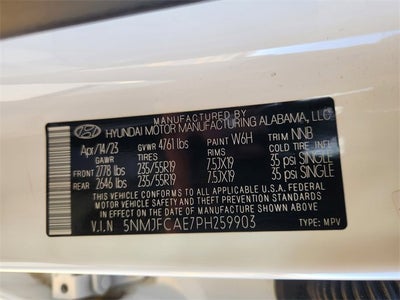 MANUFACTURED BY
HYUNDAI MOTOR MANUFACTURING ALABAMA, LLC
Apr/14/23 GVWR 4761 lbs PAINT W6H TRIM NNB
GAWR TIRES RIMS COLD TIRE INFL.
FRONT 2778 lbs 235/55R19 7.5JX19 35 psi SINGLE
REAR 2646 lbs 235/55R19 7.5JX19 35 psi SINGLE
THIS VEHICLE CONFORMS TO ALL APPLICABLE U.S.A. FEDERAL
MOTOR VEHICLE SAFETY AND THEFT PREVENTION STANDARDS
IN EFFECT ON THE DATE OF MANUFACTURE SHOWN ABOVE.
V.I.N 5NMJFCAE7PH259903 TYPE: MPV